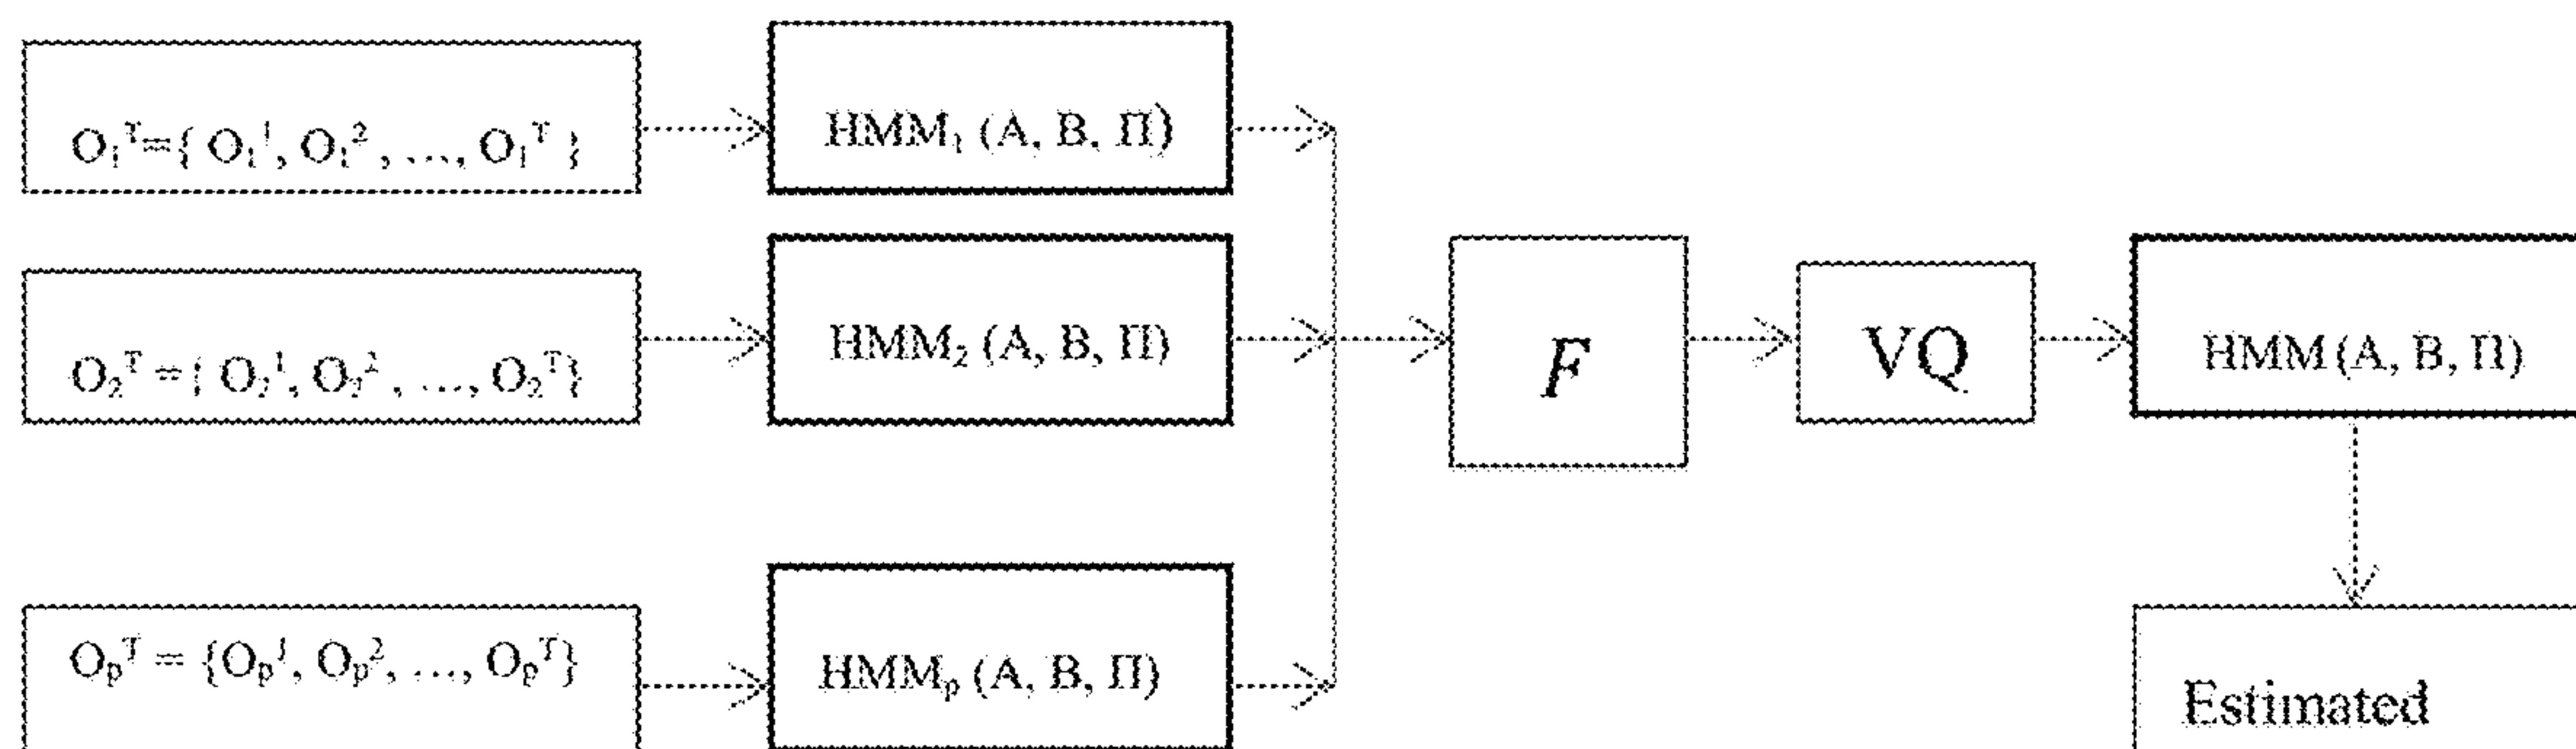 O₁ᵀ={ O₁¹, O₁², ..., O₁ᵀ }
HMM₁ (A, B, Π)
O₂ᵀ ={ O₂¹, O₂², ..., O₂ᵀ}
HMM₂ (A, B, Π)
F
VQ
HMM (A, B, Π)
Oₚᵀ = {Oₚ¹, Oₚ², ..., Oₚᵀ}
HMMₚ (A, B, Π)
Estimated